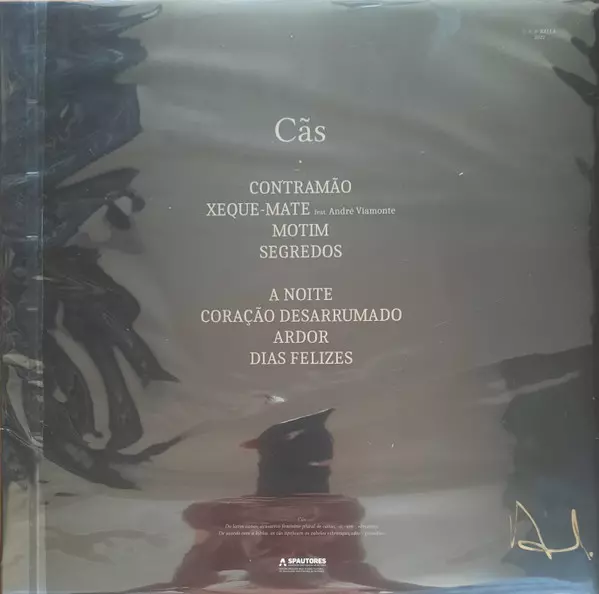 Cãs
CONTRAMÃO
XEQUE-MATE feat. André Viamonte
MOTIM
SEGREDOS
A NOITE
CORAÇÃO DESARRUMADO
ARDOR
DIAS FELIZES
SPAUTORES